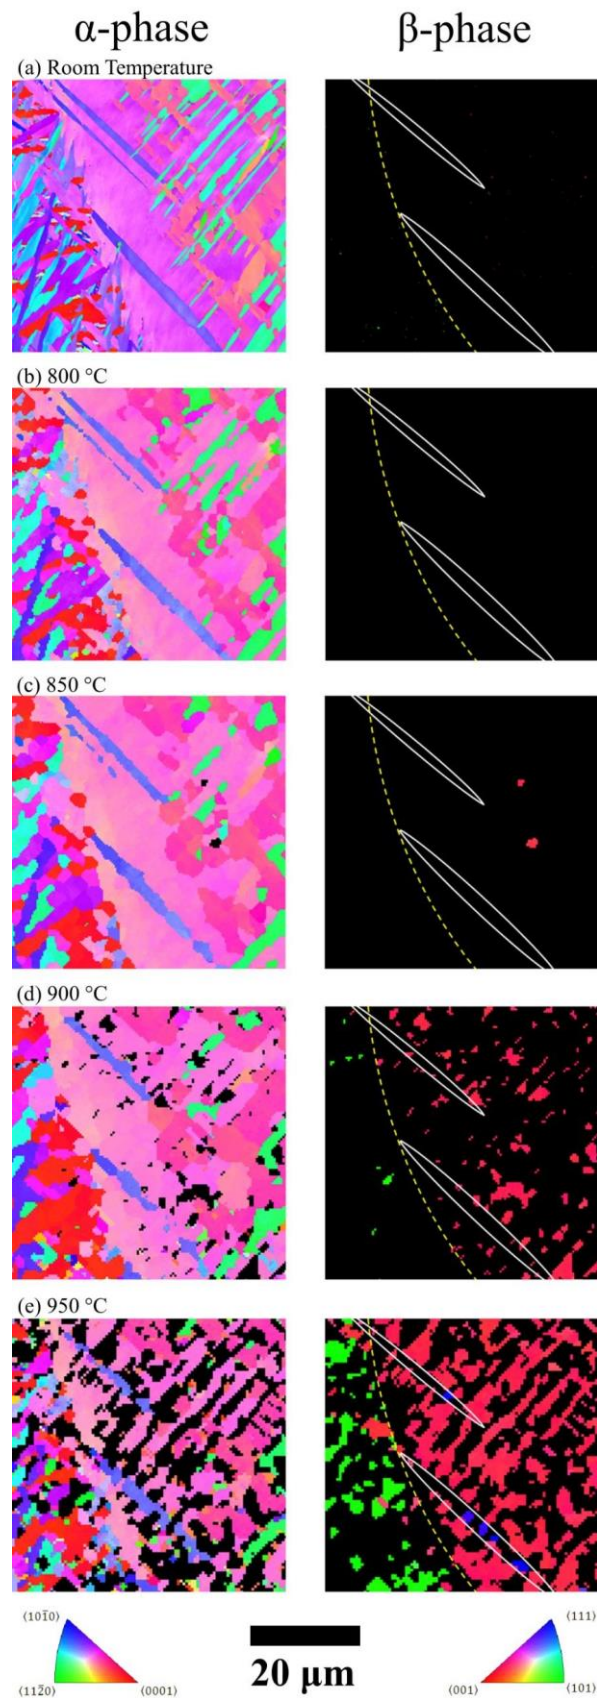 α-phase
β-phase
(a) Room Temperature
(b) 800 °C
(c) 850 °C
(d) 900 °C
(e) 950 °C
(101̄0)
(112̄0)
(0001)
20 μm
(111)
(001)
(101)